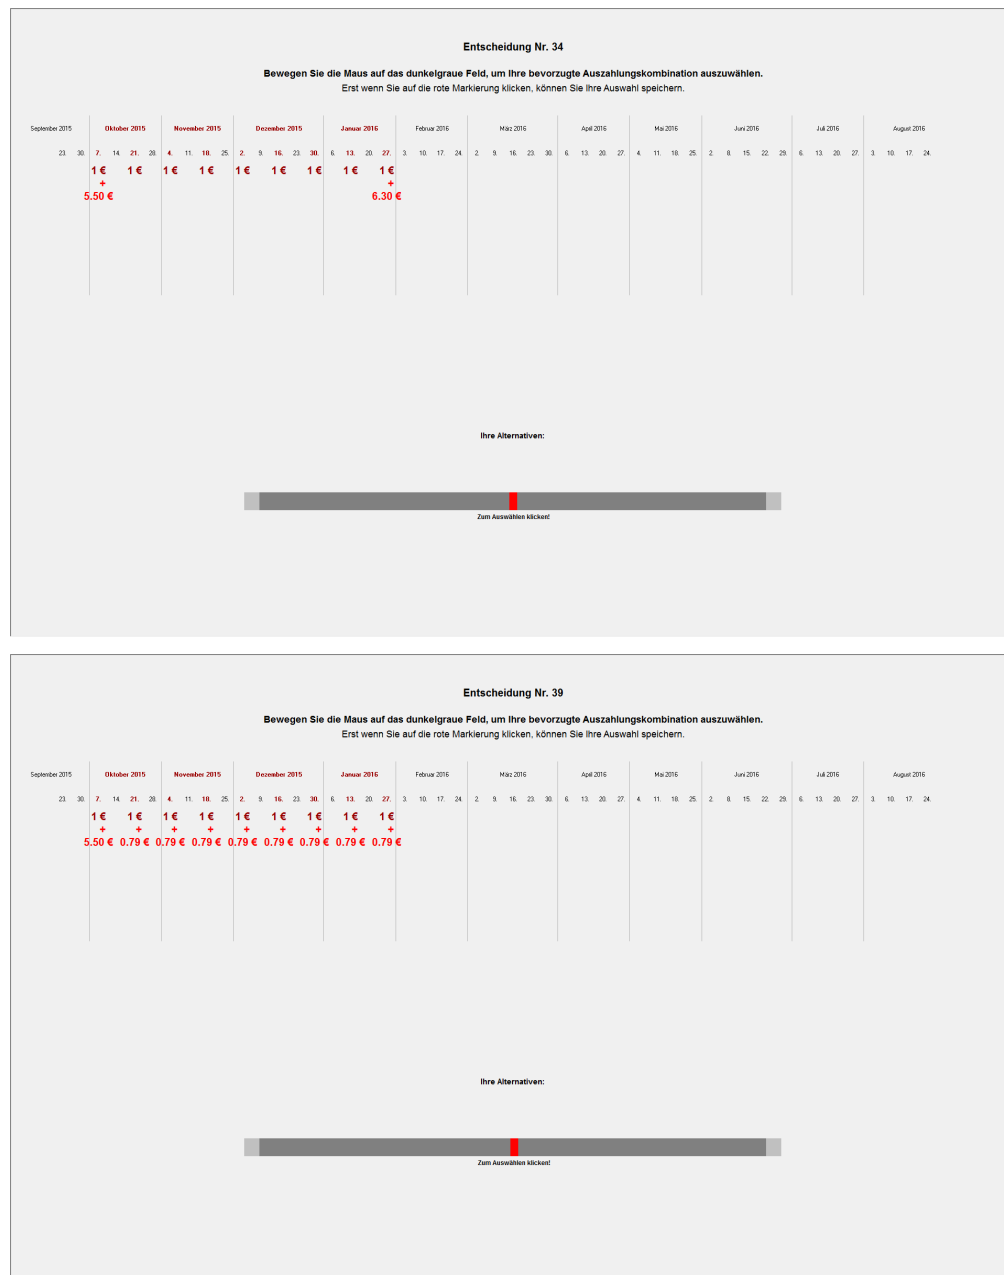 Entscheidung Nr. 34
Bewegen Sie die Maus auf das dunkelgraue Feld, um Ihre bevorzugte Auszahlungskombination auszuwählen.
Erst wenn Sie auf die rote Markierung klicken, können Sie Ihre Auswahl speichern.
September 2015 Oktober 2015 November 2015 Dezember 2015 Januar 2016 Februar 2016 März 2016 April 2016 Mai 2016 Juni 2016 Juli 2016 August 2016
23. 30. 7. 14. 21. 28. 4. 11. 18. 25. 2. 9. 16. 23. 30. 6. 13. 20. 27. 3. 10. 17. 24. 2. 9. 16. 23. 30. 6. 13. 20. 27. 4. 11. 18. 25. 2. 8. 15. 22. 29. 6. 13. 20. 27. 3. 10. 17. 24.
1 € 1 € 1 € 1 € 1 € 1 € 1 € 1 € 1 €
+ +
5.50 € 6.30 €
Ihre Alternativen:
Zum Auswählen klicken!
Entscheidung Nr. 39
Bewegen Sie die Maus auf das dunkelgraue Feld, um Ihre bevorzugte Auszahlungskombination auszuwählen.
Erst wenn Sie auf die rote Markierung klicken, können Sie Ihre Auswahl speichern.
September 2015 Oktober 2015 November 2015 Dezember 2015 Januar 2016 Februar 2016 März 2016 April 2016 Mai 2016 Juni 2016 Juli 2016 August 2016
23. 30. 7. 14. 21. 28. 4. 11. 18. 25. 2. 9. 16. 23. 30. 6. 13. 20. 27. 3. 10. 17. 24. 2. 9. 16. 23. 30. 6. 13. 20. 27. 4. 11. 18. 25. 2. 8. 15. 22. 29. 6. 13. 20. 27. 3. 10. 17. 24.
1 € 1 € 1 € 1 € 1 € 1 € 1 € 1 € 1 €
+ + + + + + + + +
5.50 € 0.79 € 0.79 € 0.79 € 0.79 € 0.79 € 0.79 € 0.79 € 0.79 €
Ihre Alternativen:
Zum Auswählen klicken!